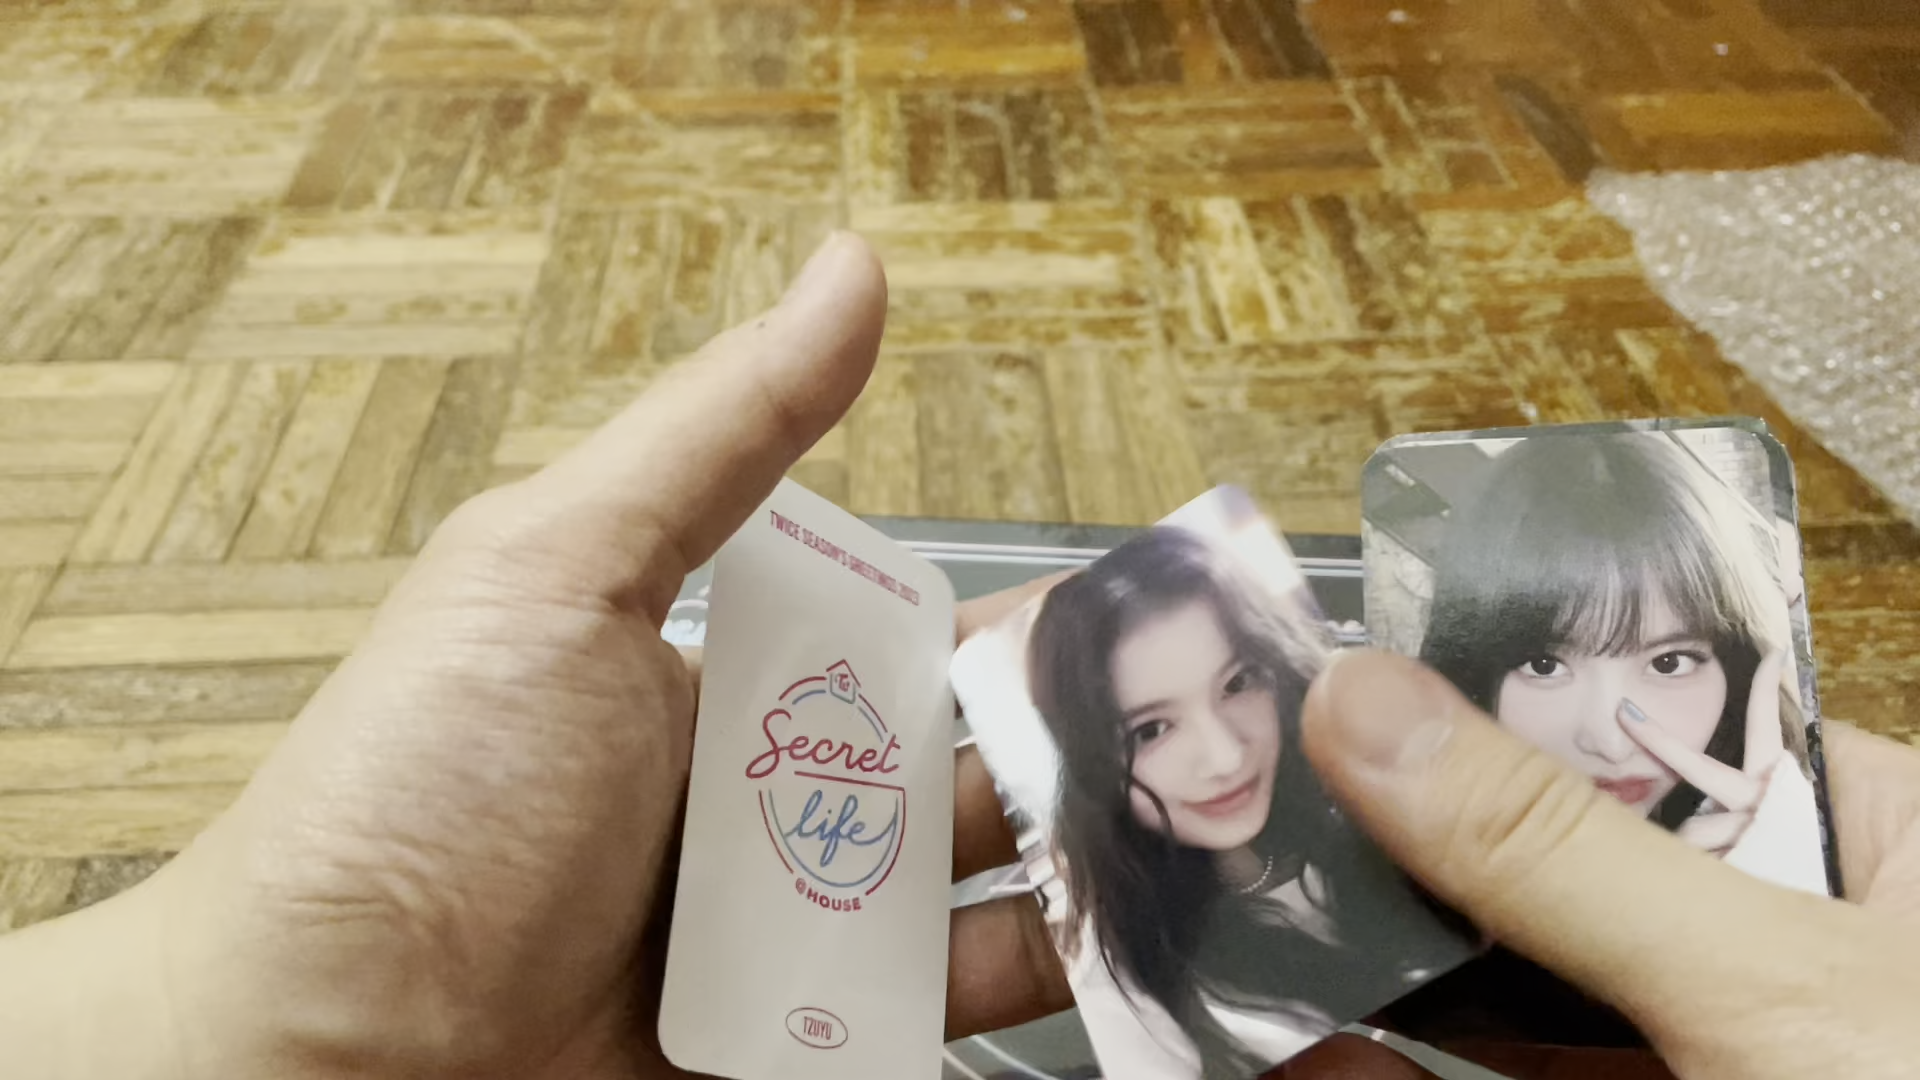 TWICE SEASON'S GREETINGS 2023
Secret
life
@HOUSE
TZUYU